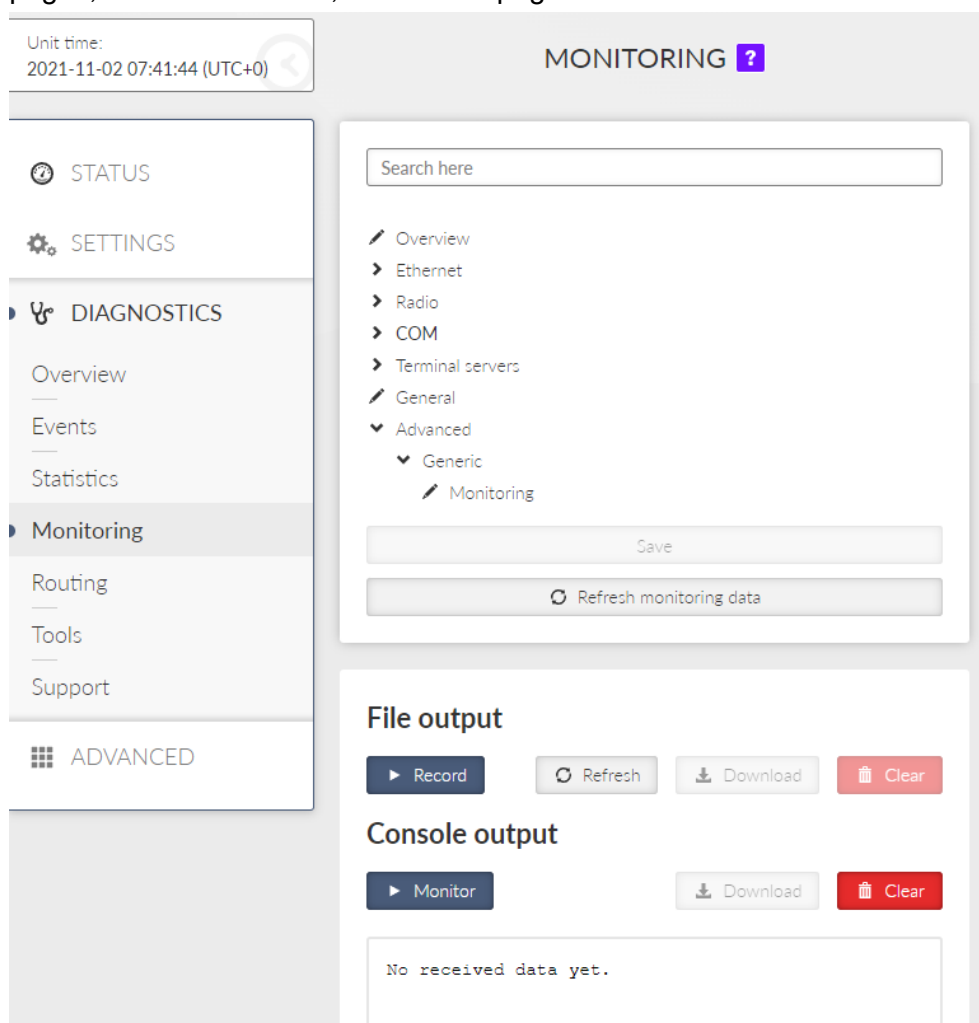 Unit time:
2021-11-02 07:41:44 (UTC+0)
MONITORING ?
STATUS
SETTINGS
DIAGNOSTICS
Overview
Events
Statistics
Monitoring
Routing
Tools
Support
ADVANCED
Search here
Overview
Ethernet
Radio
COM
Terminal servers
General
Advanced
Generic
Monitoring
Save
Refresh monitoring data
File output
Record Refresh Download Clear
Console output
Monitor Download Clear
No received data yet.